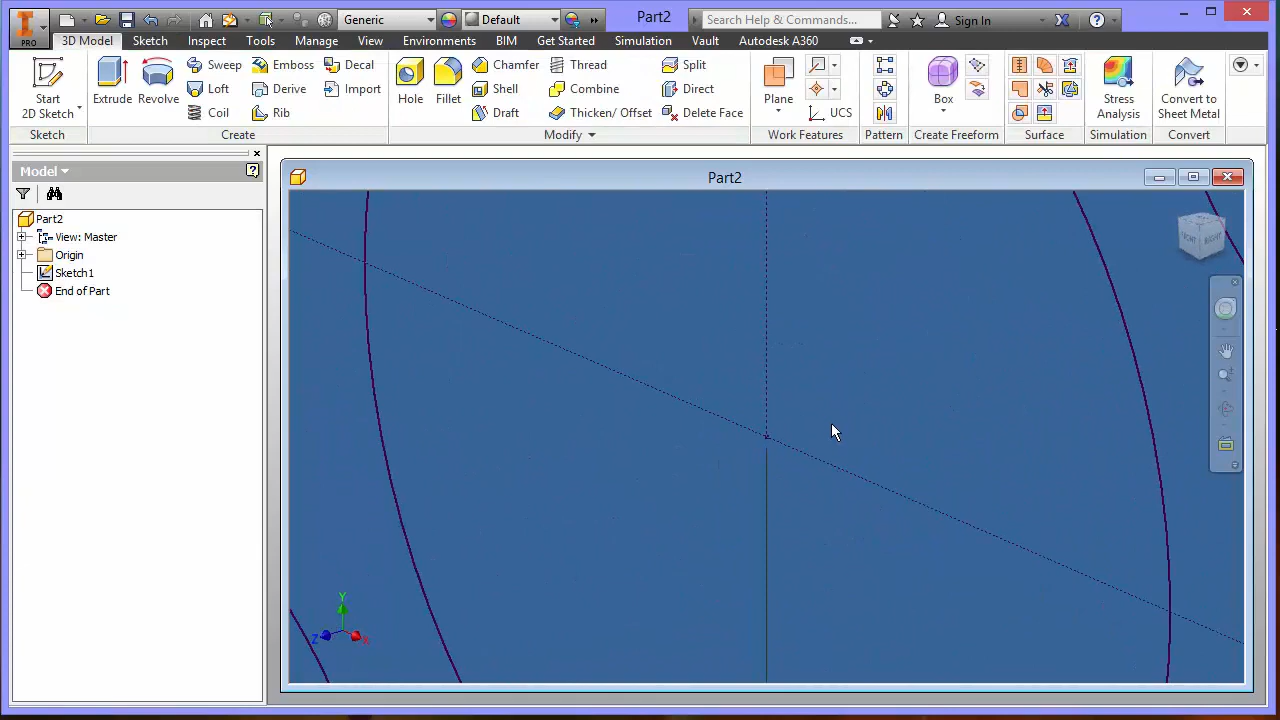 PRO
Generic
Default
Part2
Search Help & Commands...
Sign In
3D Model Sketch Inspect Tools Manage View Environments BIM Get Started Simulation Vault Autodesk A360
Start
2D Sketch
Extrude
Revolve
Sweep
Loft
Coil
Emboss
Derive
Rib
Decal
Import
Hole
Fillet
Chamfer
Shell
Draft
Thread
Combine
Thicken/ Offset
Split
Direct
Delete Face
Plane
UCS
Box
Stress
Analysis
Convert to
Sheet Metal
Sketch Create Modify Work Features Pattern Create Freeform Surface Simulation Convert
Model
Part2
View: Master
Origin
Sketch1
End of Part
Part2
FRONT
RIGHT
Y
Z
X